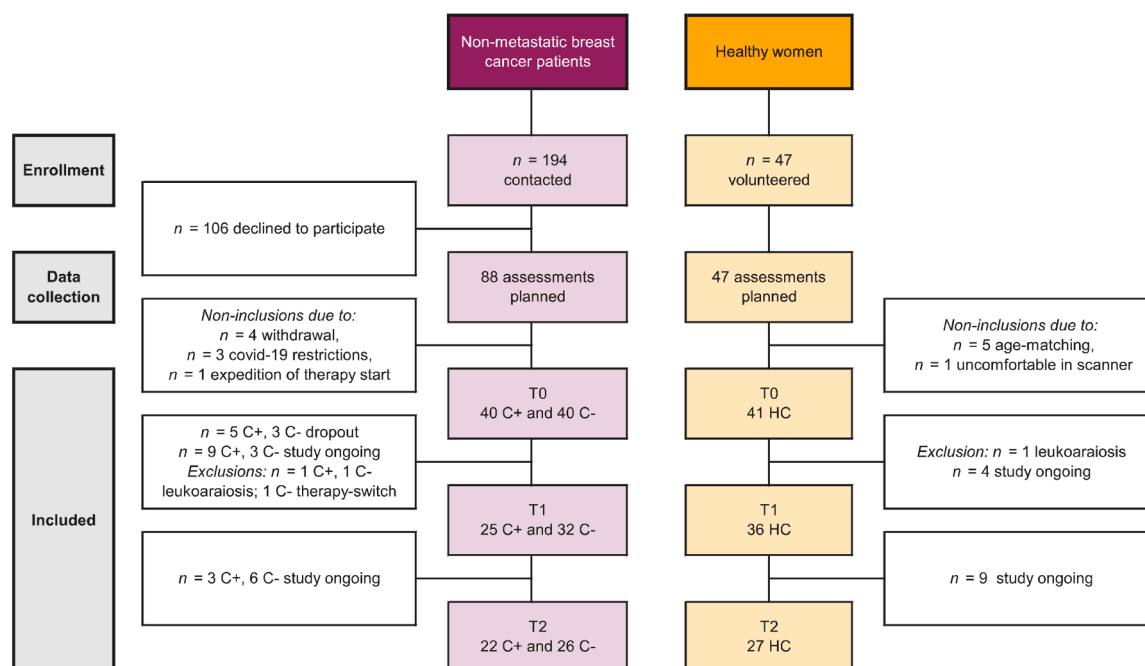 Non-metastatic breast
cancer patients
Healthy women
Enrollment
n = 194
contacted
n = 47
volunteered
n = 106 declined to participate
Data
collection
88 assessments
planned
47 assessments
planned
Non-inclusions due to:
n = 4 withdrawal,
n = 3 covid-19 restrictions,
n = 1 expedition of therapy start
Non-inclusions due to:
n = 5 age-matching,
n = 1 uncomfortable in scanner
Included
T0
40 C+ and 40 C-
T0
41 HC
n = 5 C+, 3 C- dropout
n = 9 C+, 3 C- study ongoing
Exclusions: n = 1 C+, 1 C-
leukoaraiosis; 1 C- therapy-switch
Exclusion: n = 1 leukoaraiosis
n = 4 study ongoing
T1
25 C+ and 32 C-
T1
36 HC
n = 3 C+, 6 C- study ongoing
n = 9 study ongoing
T2
22 C+ and 26 C-
T2
27 HC